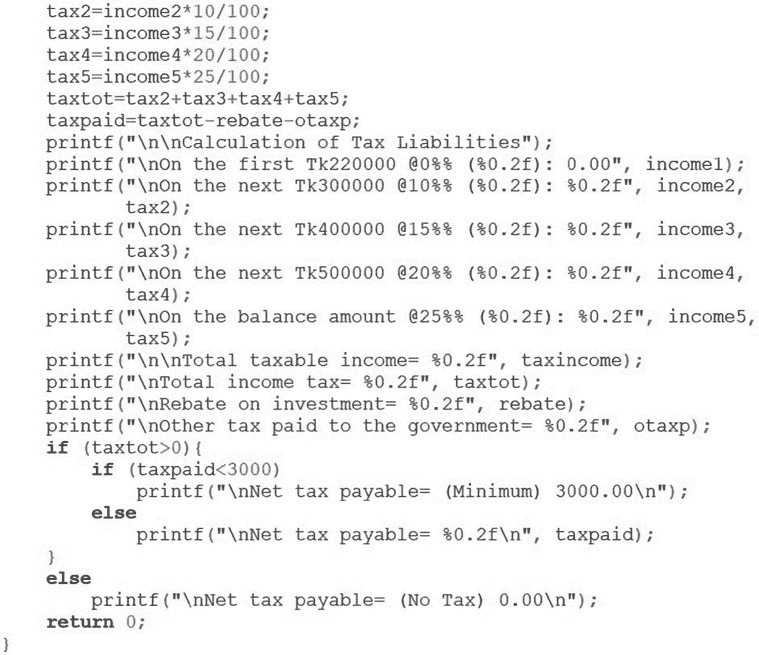 tax2=income2*10/100;
tax3=income3*15/100;
tax4=income4*20/100;
tax5=income5*25/100;
taxtot=tax2+tax3+tax4+tax5;
taxpaid=taxtot-rebate-otaxp;
printf("\n\nCalculation of Tax Liabilities");
printf("\nOn the first Tk220000 @0%% (%0.2f): 0.00", income1);
printf("\nOn the next Tk300000 @10%% (%0.2f): %0.2f", income2,
tax2);
printf("\nOn the next Tk400000 @15%% (%0.2f): %0.2f", income3,
tax3);
printf("\nOn the next Tk500000 @20%% (%0.2f): %0.2f", income4,
tax4);
printf("\nOn the balance amount @25%% (%0.2f): %0.2f", income5,
tax5);
printf("\n\nTotal taxable income= %0.2f", taxincome);
printf("\nTotal income tax= %0.2f", taxtot);
printf("\nRebate on investment= %0.2f", rebate);
printf("\nOther tax paid to the government= %0.2f", otaxp);
if (taxtot>0){
if (taxpaid<3000)
printf("\nNet tax payable= (Minimum) 3000.00\n");
else
printf("\nNet tax payable= %0.2f\n", taxpaid);
}
else
printf("\nNet tax payable= (No Tax) 0.00\n");
return 0;
}